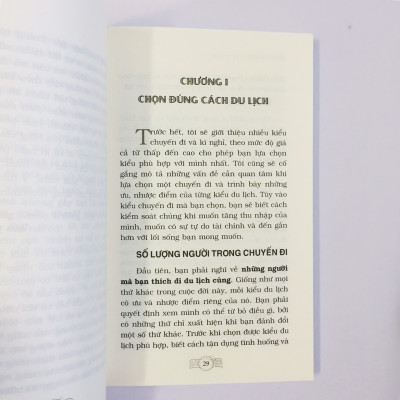 CHƯƠNG I
CHỌN ĐÚNG CÁCH DU LỊCH
Trước hết, tôi sẽ giới thiệu nhiều kiểu
chuyến đi và kì nghỉ, theo mức độ giá
cả từ thấp đến cao cho phép bạn lựa chọn
kiểu phù hợp với mình nhất. Tôi cũng sẽ cố
gắng mô tả những vấn đề cần quan tâm khi
lựa chọn một chuyến đi và trình bày những
ưu, nhược điểm của từng kiểu du lịch. Tùy vào
kiểu chuyến đi mà bạn chọn, bạn sẽ biết cách
kiểm soát chúng khi muốn tăng thu nhập của
mình, muốn có sự tự do tài chính và gắn hơn
với lối sống bạn mong muốn.
SỐ LƯỢNG NGƯỜI TRONG CHUYẾN ĐI
Đầu tiên, bạn phải nghĩ về những người
mà bạn thích đi du lịch cùng. Giống như mọi
thứ khác trong cuộc đời này, mỗi kiểu du lịch
có ưu và nhược điểm riêng của nó. Bạn phải
quyết định xem mình có thể từ bỏ điều gì, bởi
có những thứ chỉ xuất hiện khi bạn đánh đổi
một số thứ khác. Trước khi chọn được kiểu du
lịch phù hợp, biết cách tận dụng tình huống và
29